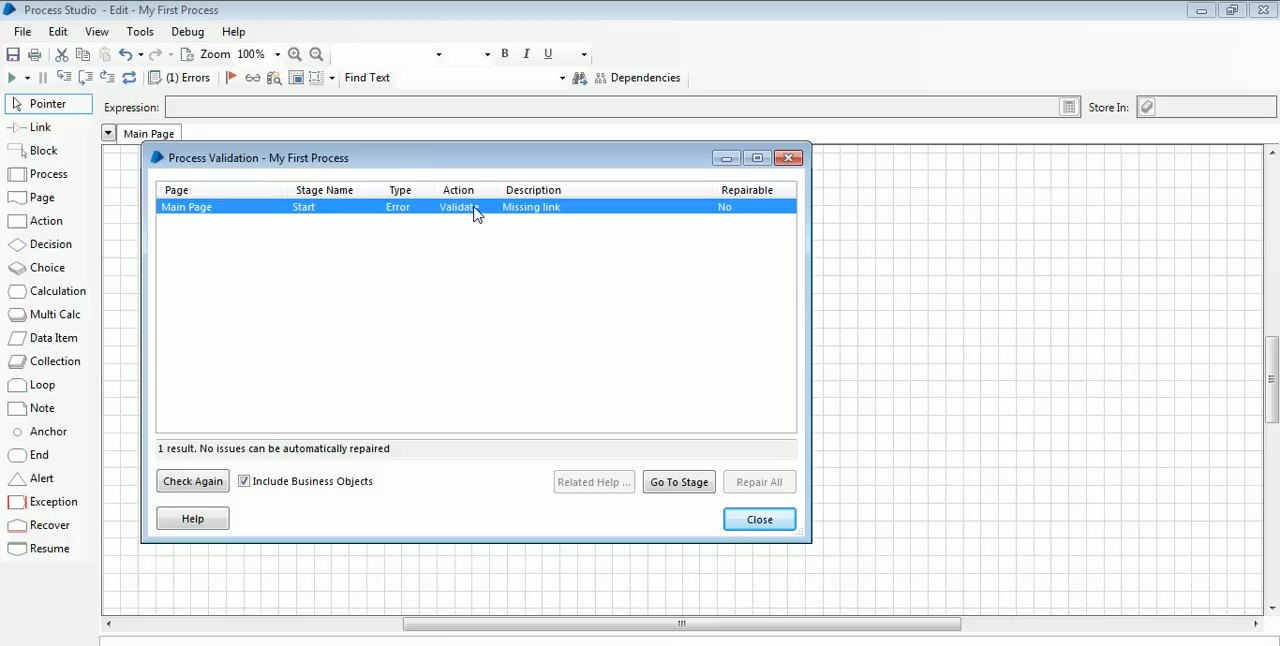 Process Studio - Edit - My First Process
File Edit View Tools Debug Help
Zoom 100% B I U
(1) Errors Find Text Dependencies
Pointer
Expression: Store In:
Link
Main Page
Block
Process
Page
Action
Decision
Choice
Calculation
Multi Calc
Data Item
Collection
Loop
Note
Anchor
End
Alert
Exception
Recover
Resume
Process Validation - My First Process
Page Stage Name Type Action Description Repairable
Main Page Start Error Validate Missing link No
1 result. No issues can be automatically repaired
Check Again Include Business Objects Related Help ... Go To Stage Repair All
Help Close